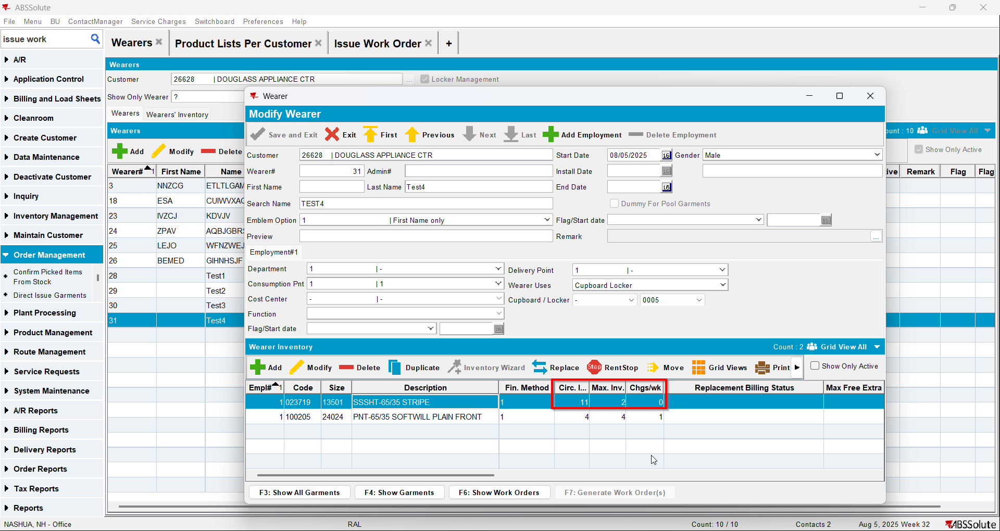 ABSSolute
File Menu BU ContactManager Service Charges Switchboard Preferences Help
issue work
Wearers Product Lists Per Customer Issue Work Order +
A/R
Application Control
Billing and Load Sheets
Cleanroom
Create Customer
Data Maintenance
Deactivate Customer
Inquiry
Inventory Management
Maintain Customer
Order Management
Confirm Picked Items
From Stock
Direct Issue Garments
Plant Processing
Product Management
Route Management
Service Requests
System Maintenance
A/R Reports
Billing Reports
Delivery Reports
Order Reports
Tax Reports
Reports
Wearers
Customer 26628 | DOUGLASS APPLIANCE CTR ... Locker Management
Show Only Wearer ?
Wearers Wearers' Inventory
Wearers
ount : 10 Grid View All
Add Modify Delete
Show Only Active
Wearer# 1 First Name Name
ive Remark Flag Flag
3 NNZCG ETLTLGAM
18 ESA CUIWVXAC
23 IVZCJ KDVJV
24 ZPAV AQBJGBRS
25 LEJO WFNZWEJ
26 BEMED GIHNHSJF
28 Test1
29 Test2
30 Test3
31 Test4
Wearer
Modify Wearer
Save and Exit Exit First Previous Next Last Add Employment Delete Employment
Customer 26628 | DOUGLASS APPLIANCE CTR Start Date 08/05/2025 16 Gender Male
Wearer# 31 Admin# Install Date 16
First Name Last Name Test4 End Date 16
Search Name TEST4 Dummy For Pool Garments
Emblem Option 1 | First Name only Flag/Start date 16
Preview Remark ...
Employment#1
Department 1 | - Delivery Point 1 | -
Consumption Pnt 1 | 1 Wearer Uses Cupboard Locker
Cost Center - | - Cupboard / Locker - 0005
Function
Flag/Start date 16
Wearer Inventory Count : 2 Grid View All
Add Modify Delete Duplicate Inventory Wizard Replace Stop RentStop Move Grid Views Print Show Only Active
Empl# 1 Code Size Description Fin. Method Circ. I... Max. Inv. Chgs/wk Replacement Billing Status Max Free Extra
1 023719 13501 SSSHT-65/35 STRIPE 1 11 2 0
1 100205 24024 PNT-65/35 SOFTWILL PLAIN FRONT 1 4 4 1
F3: Show All Garments F4: Show Garments F6: Show Work Orders F7: Generate Work Order(s)
NASHUA, NH - Office RAL Count: 10 / 10 Contacts 2 Aug 5, 2025 Week 32 ABSSolute